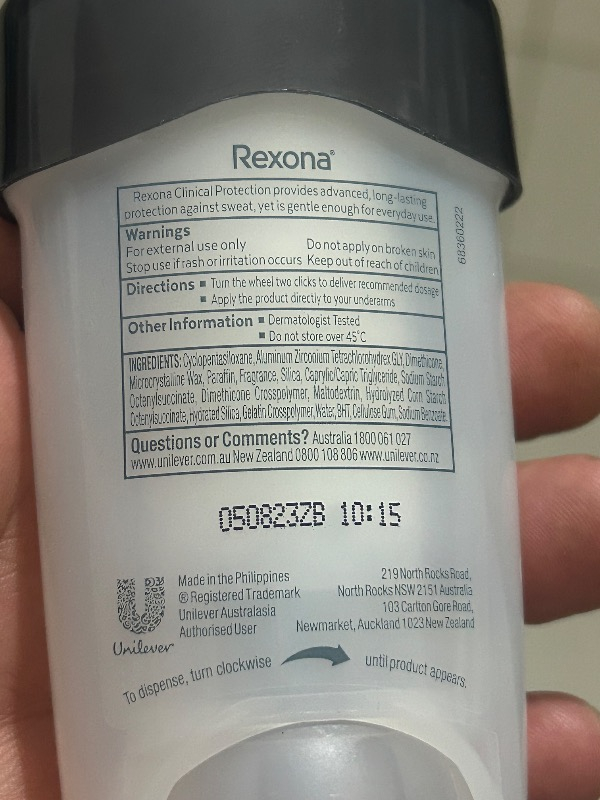 Rexona®
Rexona Clinical Protection provides advanced, long-lasting
protection against sweat, yet is gentle enough for everyday use.
Warnings
For external use only Do not apply on broken skin
Stop use if rash or irritation occurs Keep out of reach of children
Directions ▪ Turn the wheel two clicks to deliver recommended dosage
▪ Apply the product directly to your underarms
Other Information ▪ Dermatologist Tested
▪ Do not store over 45°C
INGREDIENTS: Cyclopentasiloxane, Aluminum Zirconium Tetrachlorohydrex GLY, Dimethicone,
Microcrystalline Wax, Paraffin, Fragrance, Silica, Caprylic/Capric Triglyceride, Sodium Starch
Octenylsuccinate, Dimethicone Crosspolymer, Maltodextrin, Hydrolyzed Corn Starch
Octenylsuccinate, Hydrated Silica, Gelatin Crosspolymer, Water, BHT, Cellulose Gum, Sodium Benzoate.
Questions or Comments? Australia 1800 061 027
www.unilever.com.au New Zealand 0800 108 806 www.unilever.co.nz
68360222
050823ZB 10:15
Made in the Philippines
® Registered Trademark
Unilever Australasia
Authorised User
219 North Rocks Road,
North Rocks NSW 2151 Australia
103 Carlton Gore Road,
Newmarket, Auckland 1023 New Zealand
Unilever
To dispense, turn clockwise until product appears.